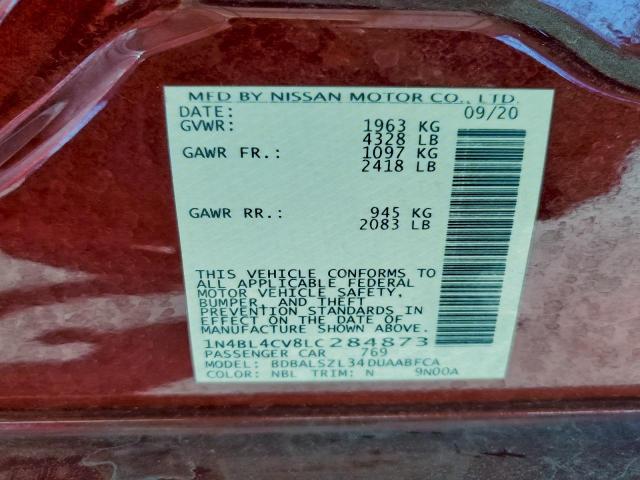 MFD BY NISSAN MOTOR CO., LTD.
DATE: 09/20
GVWR: 1963 KG
4328 LB
GAWR FR.: 1097 KG
2418 LB
GAWR RR.: 945 KG
2083 LB
THIS VEHICLE CONFORMS TO
ALL APPLICABLE FEDERAL
MOTOR VEHICLE SAFETY,
BUMPER, AND THEFT
PREVENTION STANDARDS IN
EFFECT ON THE DATE OF
MANUFACTURE SHOWN ABOVE.
1N4BL4CV8LC284873
PASSENGER CAR 769
MODEL: BDBALSZL34DUAABFCA
COLOR: NBL TRIM: N 9N00A